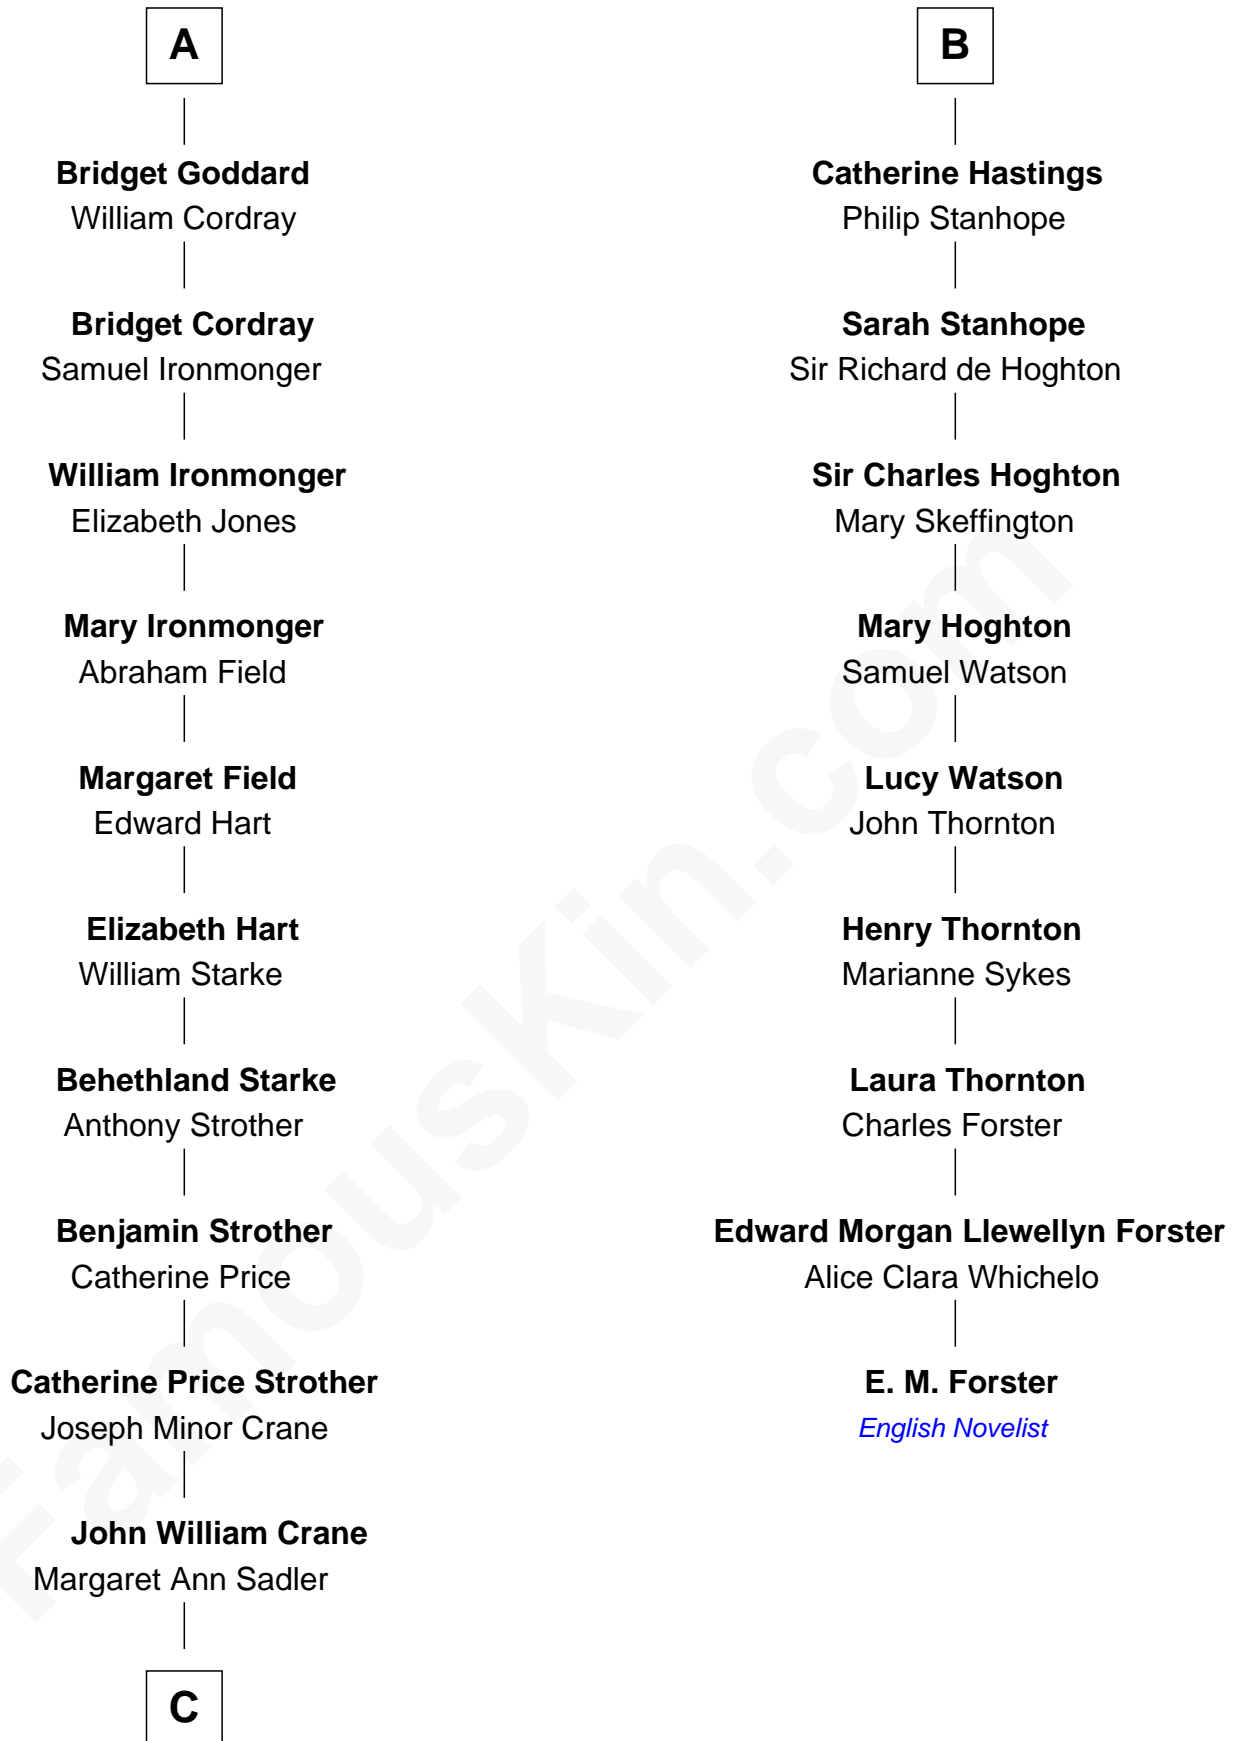 A
Bridget Goddard
William Cordray
Bridget Cordray
Samuel Ironmonger
William Ironmonger
Elizabeth Jones
Mary Ironmonger
Abraham Field
Margaret Field
Edward Hart
Elizabeth Hart
William Starke
Behethland Starke
Anthony Strother
Benjamin Strother
Catherine Price
Catherine Price Strother
Joseph Minor Crane
John William Crane
Margaret Ann Sadler
C
B
Catherine Hastings
Philip Stanhope
Sarah Stanhope
Sir Richard de Hoghton
Sir Charles Hoghton
Mary Skeffington
Mary Hoghton
Samuel Watson
Lucy Watson
John Thornton
Henry Thornton
Marianne Sykes
Laura Thornton
Charles Forster
Edward Morgan Llewellyn Forster
Alice Clara Whichelo
E. M. Forster
English Novelist
FamousKin.com